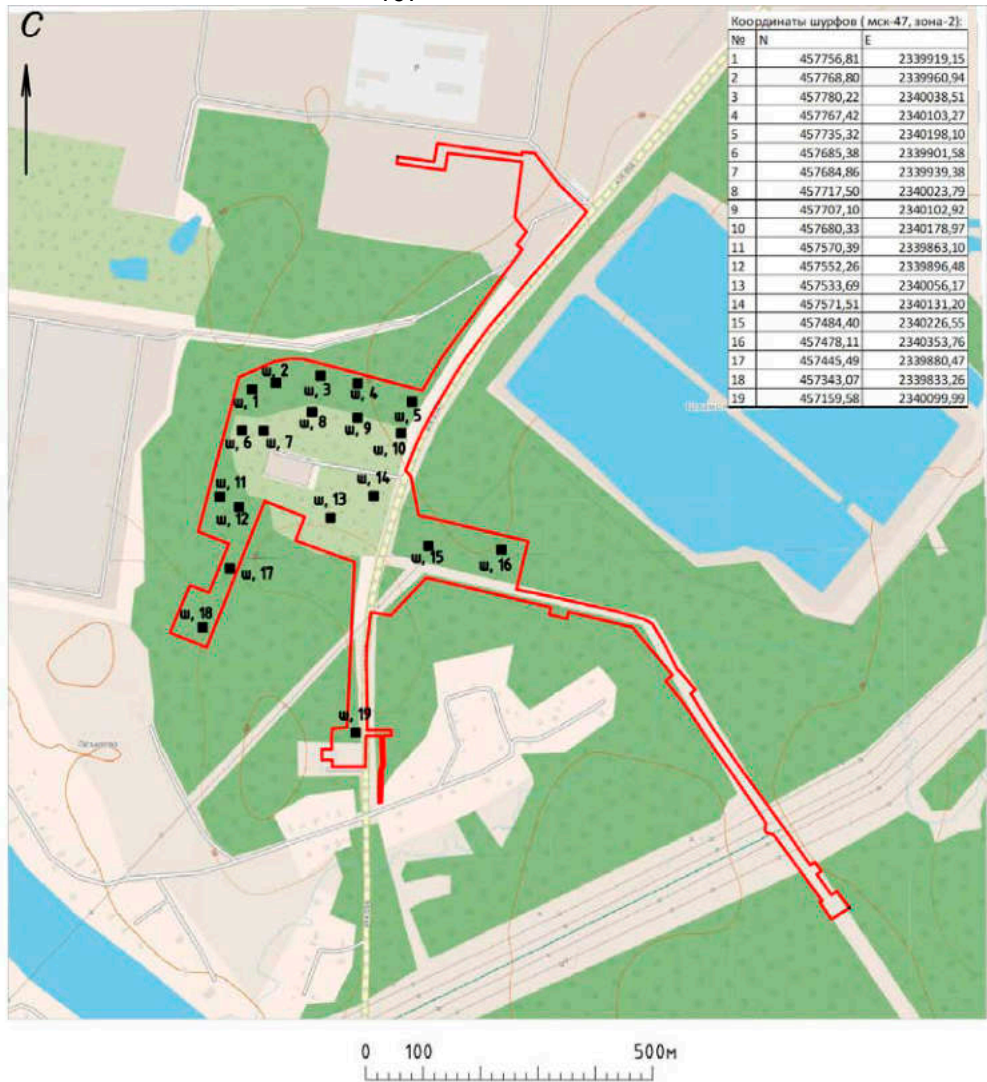 С
Координаты шурфов ( мск-47, зона-2):
№ N E
1 457756,81 2339919,15
2 457768,80 2339960,94
3 457780,22 2340038,51
4 457767,42 2340103,27
5 457735,32 2340198,10
6 457685,38 2339901,58
7 457684,86 2339939,38
8 457717,50 2340023,79
9 457707,10 2340102,92
10 457680,33 2340178,97
11 457570,39 2339863,10
12 457552,26 2339896,48
13 457533,69 2340056,17
14 457571,51 2340131,20
15 457484,40 2340226,55
16 457478,11 2340353,76
17 457445,49 2339880,47
18 457343,07 2339833,26
19 457159,58 2340099,99
P
ш, 2
ш, 3
ш, 4
ш, 1
ш, 5
ш, 8
ш, 9
ш, 6
ш, 7
ш, 10
ш, 11
ш, 14
ш, 12
ш, 13
ш, 15
ш, 16
ш, 17
ш, 18
ш, 19
0 100 500м